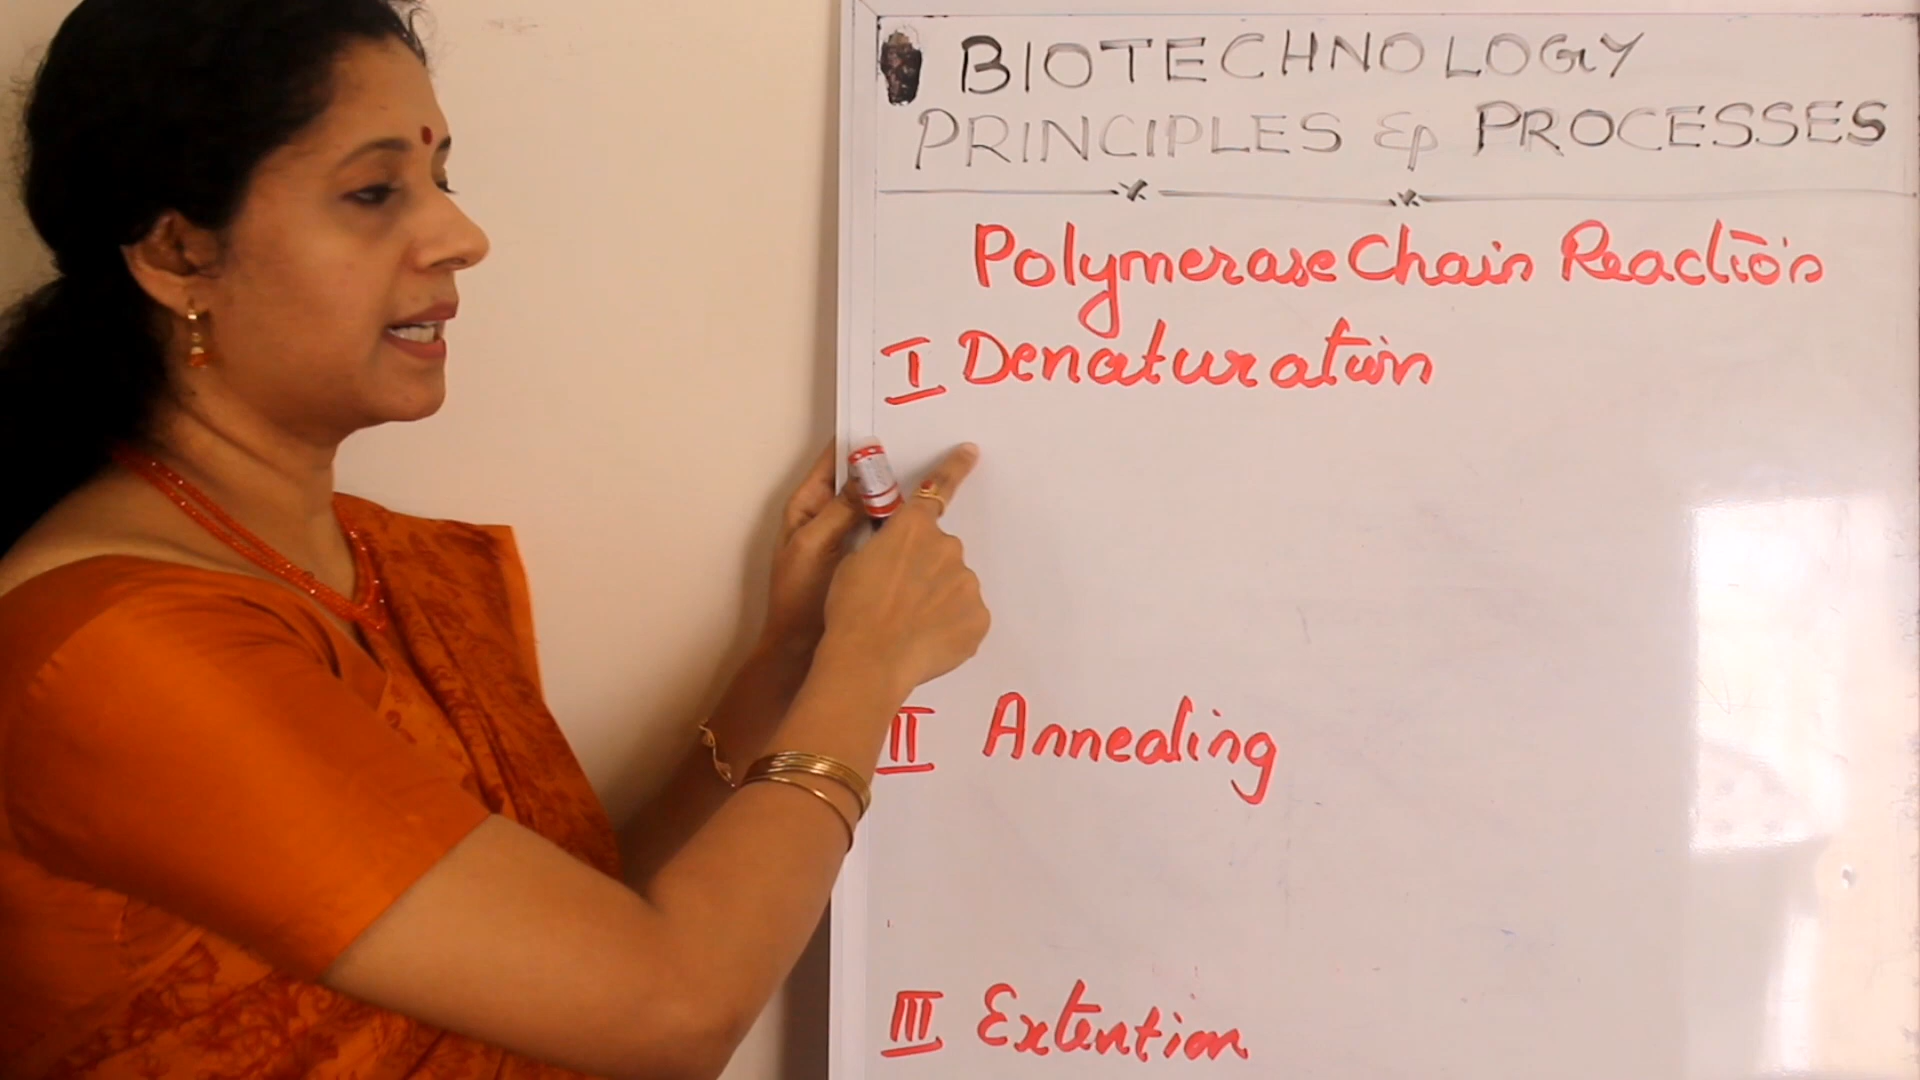 BIOTECHNOLOGY
PRINCIPLES & PROCESSES
Polymerase Chain Reaction
I Denaturation
II Annealing
III Extention